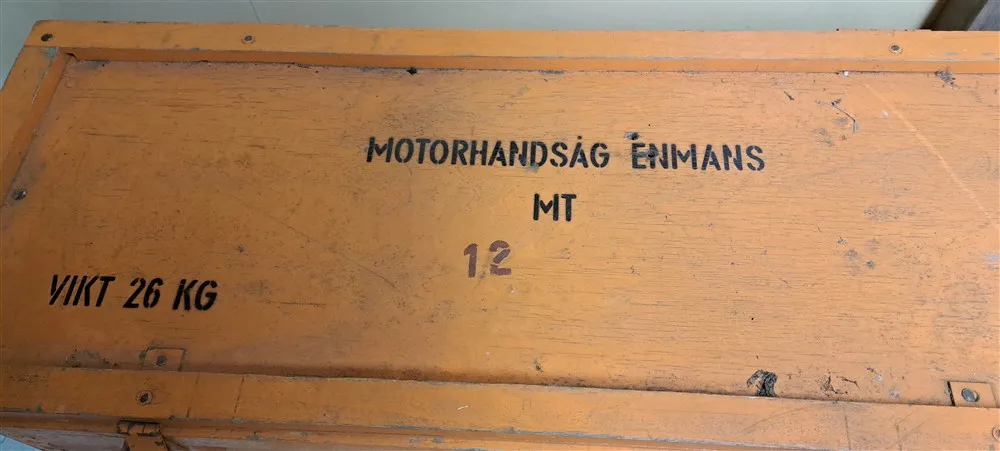 MOTORHANDSÅG ENMANS
MT
12
VIKT 26 KG